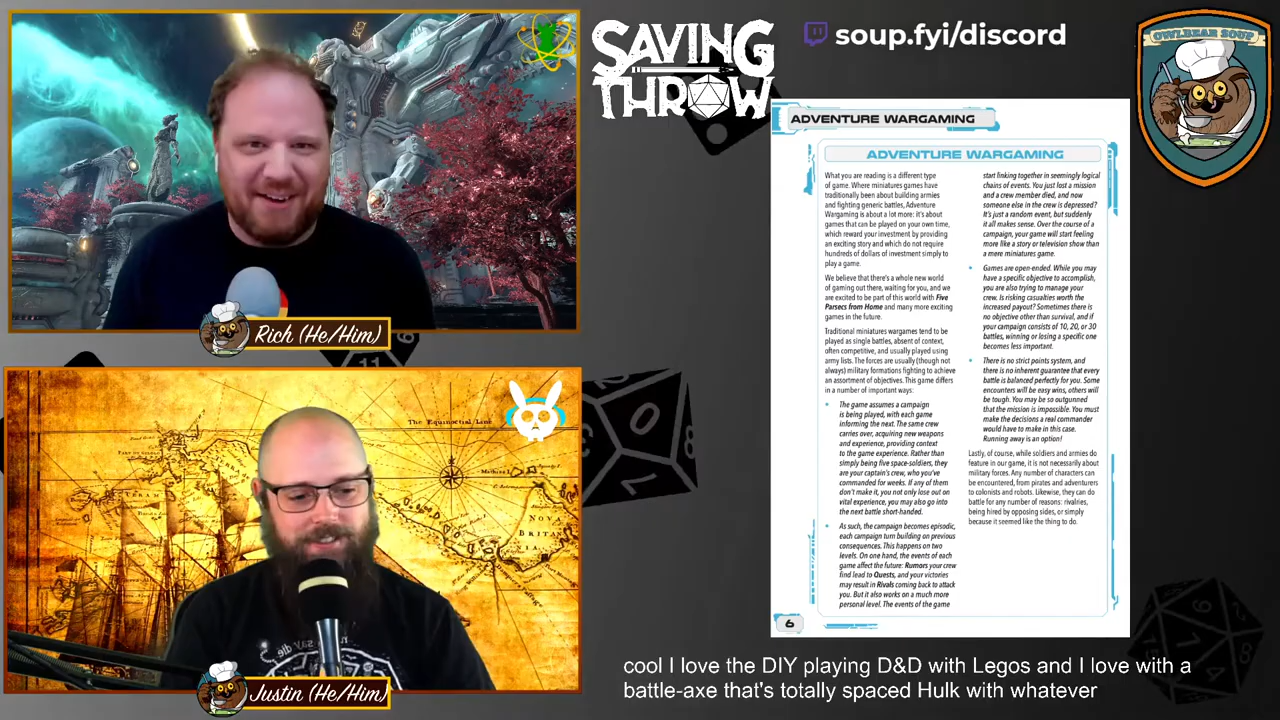 SAVING
THROW
soup.fyi/discord
OWLBEAR SOUP
Rich (He/Him)
The Equinoctial Line
Justin (He/Him)
ADVENTURE WARGAMING
ADVENTURE WARGAMING
What you are reading is a different type
of game. Where miniatures games have
traditionally been about building armies
and fighting generic battles, Adventure
Wargaming is about a lot more: it's about
games that can be played on your own time,
which reward your investment by providing
an exciting story and which do not require
hundreds of dollars of investment simply to
play a game.
We believe that there's a whole new world
of gaming out there, waiting for you, and we
are excited to be part of this world with Five
Parsecs from Home and many more exciting
games in the future.
Traditional miniatures wargames tend to be
played as single battles, absent of context,
often competitive, and usually played using
army lists. The forces are usually (though not
always) military formations fighting to achieve
an assortment of objectives. This game differs
in a number of important ways:
• The game assumes a campaign
is being played, with each game
informing the next. The same crew
carries over, acquiring new weapons
and experience, providing context
to the game experience. Rather than
simply being five space-soldiers, they
are your captain's crew, who you've
commanded for weeks. If any of them
don't make it, you not only lose out on
vital experience, you may also go into
the next battle short-handed.
• As such, the campaign becomes episodic,
each campaign turn building on previous
consequences. This happens on two
levels. On one hand, the events of each
game affect the future: Rumors your crew
find lead to Quests, and your victories
may result in Rivals coming back to attack
you. But it also works on a much more
personal level. The events of the game
start linking together in seemingly logical
chains of events. You just lost a mission
and a crew member died, and now
someone else in the crew is depressed?
It's just a random event, but suddenly
it all makes sense. Over the course of a
campaign, your game will start feeling
more like a story or television show than
a mere miniatures game.
• Games are open-ended. While you may
have a specific objective to accomplish,
you are also trying to manage your
crew. Is risking casualties worth the
increased payout? Sometimes there is
no objective other than survival, and if
your campaign consists of 10, 20, or 30
battles, winning or losing a specific one
becomes less important.
• There is no strict points system, and
there is no inherent guarantee that every
battle is balanced perfectly for you. Some
encounters will be easy wins, others will
be tough. You may be so outgunned
that the mission is impossible. You must
make the decisions a real commander
would have to make in this case.
Running away is an option!
Lastly, of course, while soldiers and armies do
feature in our game, it is not necessarily about
military forces. Any number of characters can
be encountered, from pirates and adventurers
to colonists and robots. Likewise, they can do
battle for any number of reasons: rivalries,
being hired by opposing sides, or simply
because it seemed like the thing to do.
6
cool I love the DIY playing D&D with Legos and I love with a
battle-axe that's totally spaced Hulk with whatever